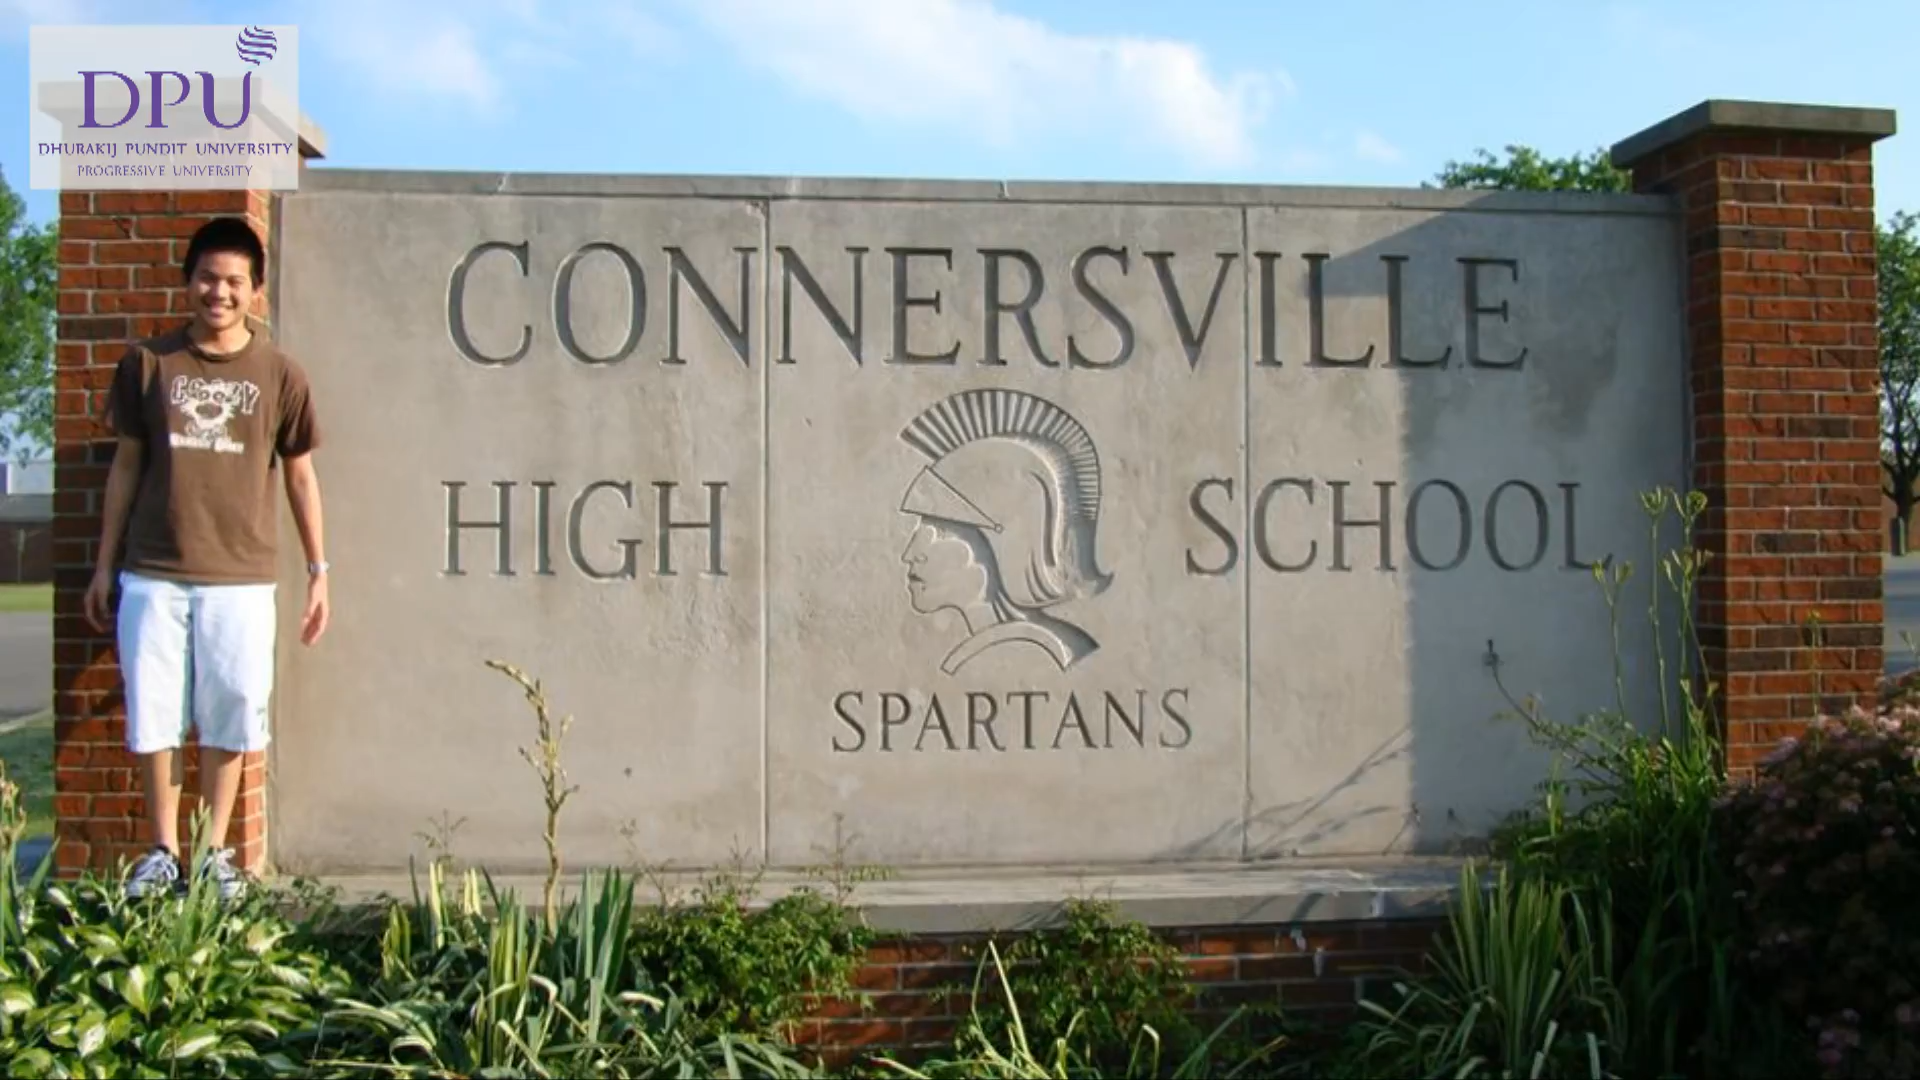 DPU
DHURAKIJ PUNDIT UNIVERSITY
PROGRESSIVE UNIVERSITY
CONNERSVILLE
HIGH SCHOOL
SPARTANS